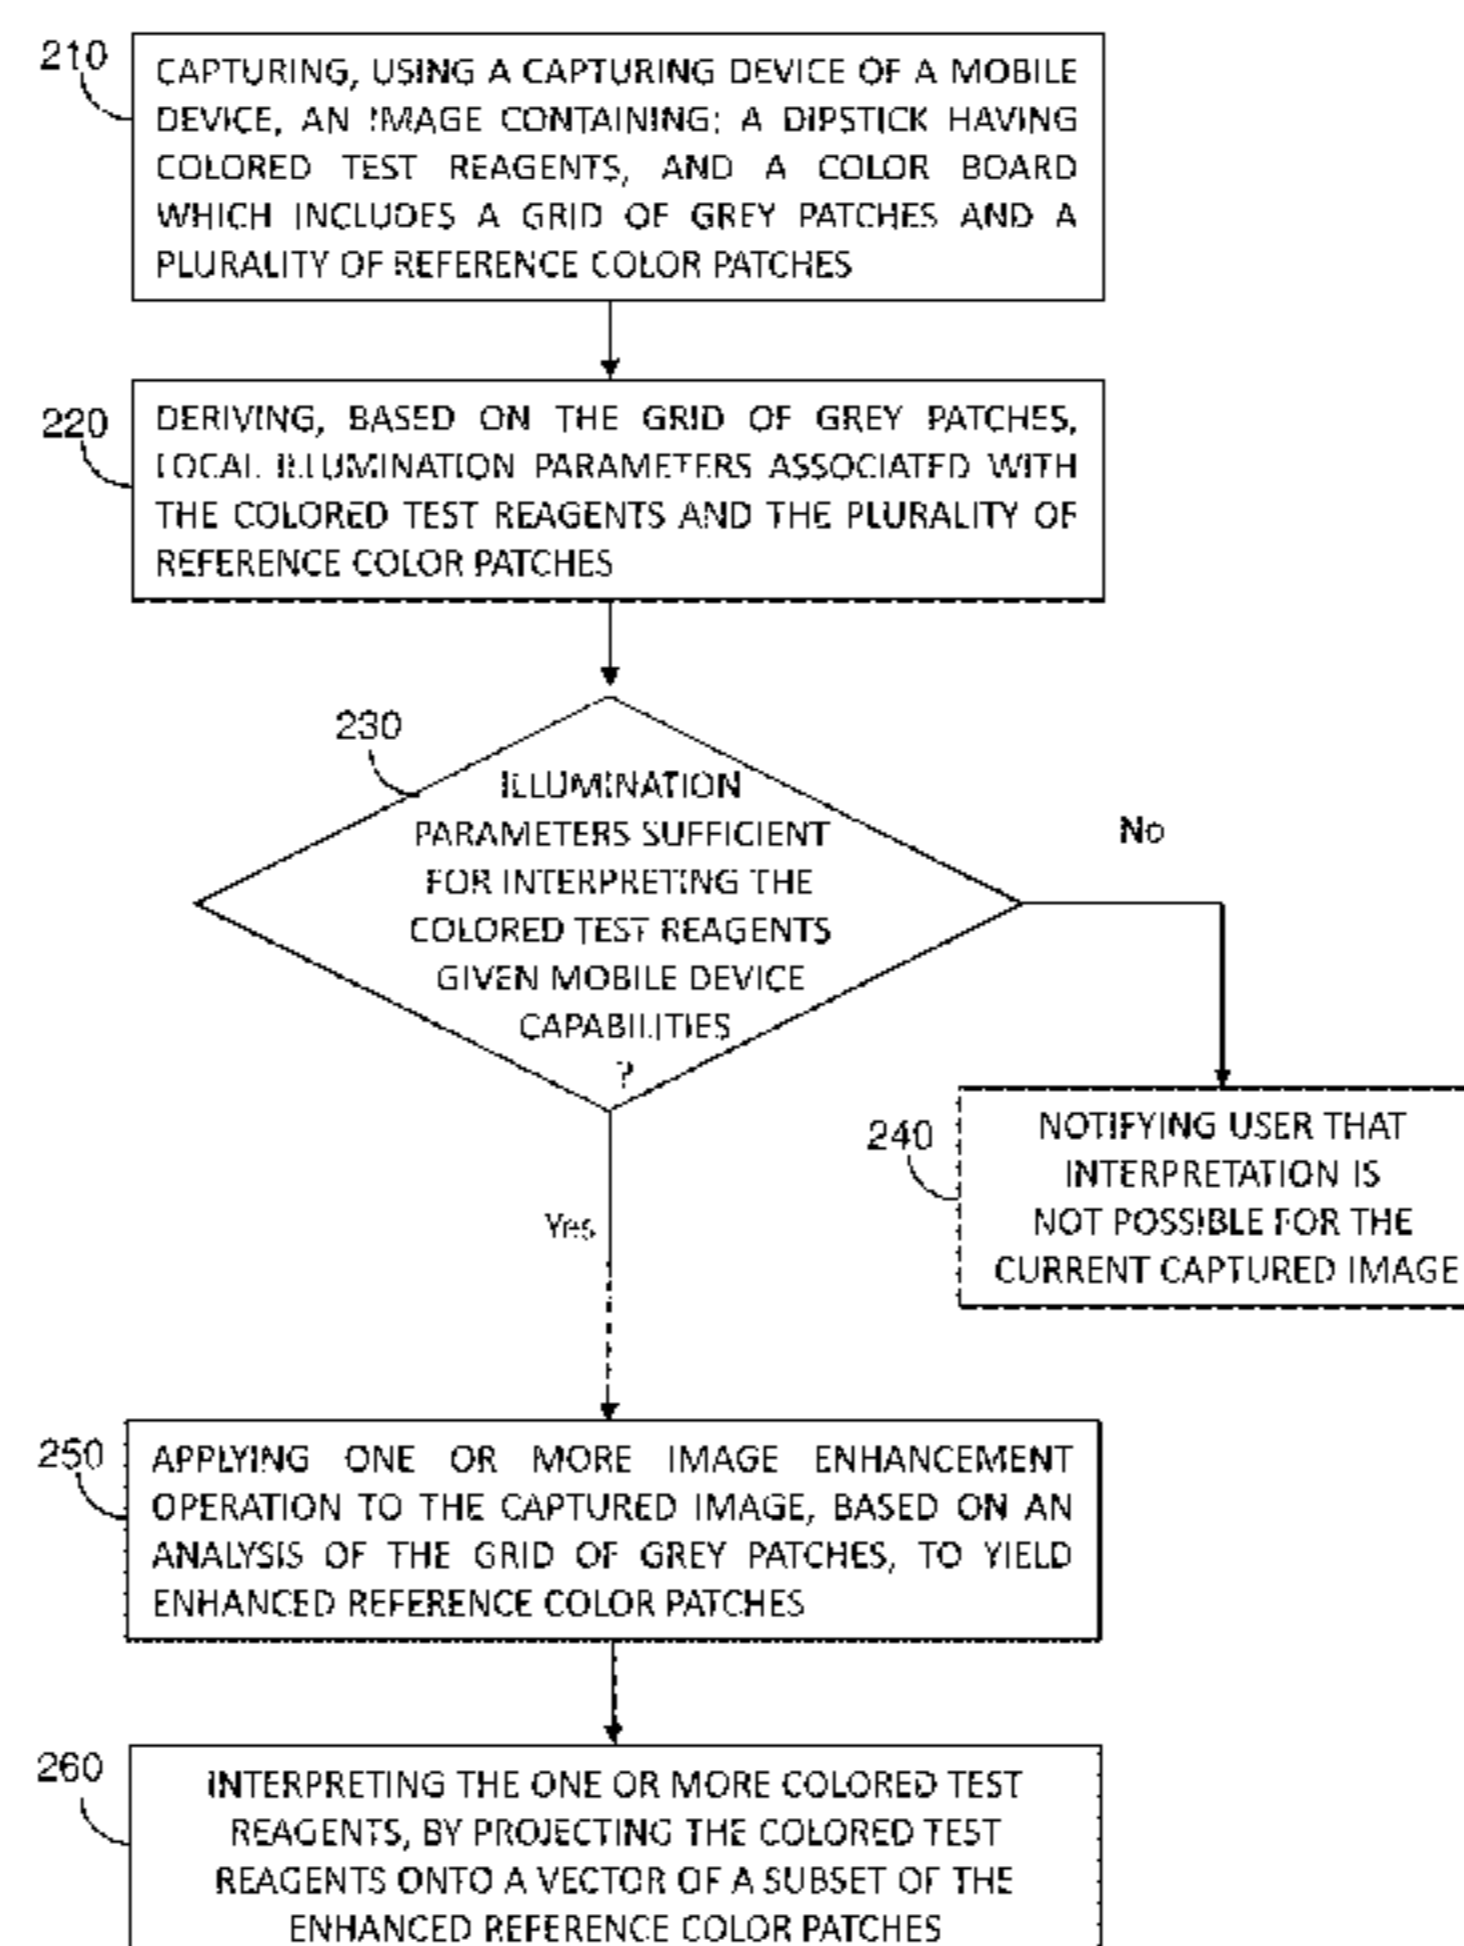 210
CAPTURING, USING A CAPTURING DEVICE OF A MOBILE
DEVICE, AN IMAGE CONTAINING: A DIPSTICK HAVING
COLORED TEST REAGENTS, AND A COLOR BOARD
WHICH INCLUDES A GRID OF GREY PATCHES AND A
PLURALITY OF REFERENCE COLOR PATCHES
220
DERIVING, BASED ON THE GRID OF GREY PATCHES,
LOCAL ILLUMINATION PARAMETERS ASSOCIATED WITH
THE COLORED TEST REAGENTS AND THE PLURALITY OF
REFERENCE COLOR PATCHES
230
ILLUMINATION
PARAMETERS SUFFICIENT
FOR INTERPRETING THE
COLORED TEST REAGENTS
GIVEN MOBILE DEVICE
CAPABILITIES
?
No
240
NOTIFYING USER THAT
INTERPRETATION IS
NOT POSSIBLE FOR THE
CURRENT CAPTURED IMAGE
Yes
250
APPLYING ONE OR MORE IMAGE ENHANCEMENT
OPERATION TO THE CAPTURED IMAGE, BASED ON AN
ANALYSIS OF THE GRID OF GREY PATCHES, TO YIELD
ENHANCED REFERENCE COLOR PATCHES
260
INTERPRETING THE ONE OR MORE COLORED TEST
REAGENTS, BY PROJECTING THE COLORED TEST
REAGENTS ONTO A VECTOR OF A SUBSET OF THE
ENHANCED REFERENCE COLOR PATCHES